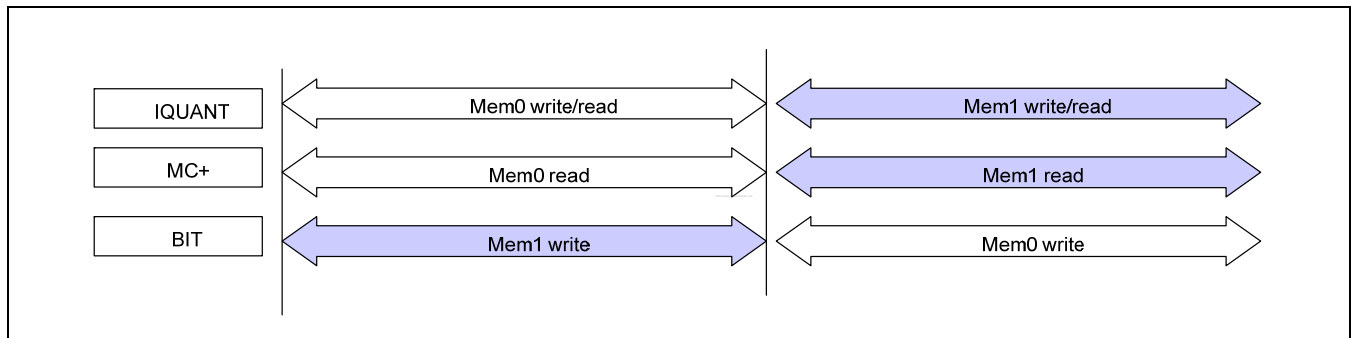 IQUANT Mem0 write/read Mem1 write/read
MC+ Mem0 read Mem1 read
BIT Mem1 write Mem0 write